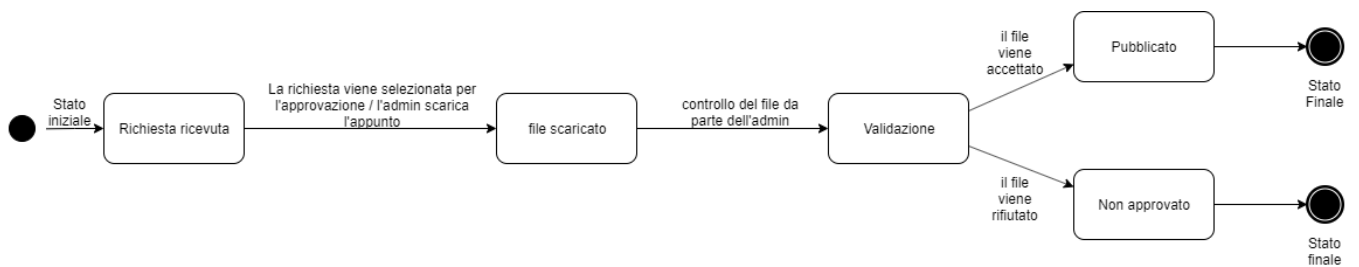 Stato
iniziale
Richiesta ricevuta
La richiesta viene selezionata per
l'approvazione / l'admin scarica
l'appunto
file scaricato
controllo del file da
parte dell'admin
Validazione
il file
viene
accettato
Pubblicato
Stato
Finale
il file
viene
rifiutato
Non approvato
Stato
finale